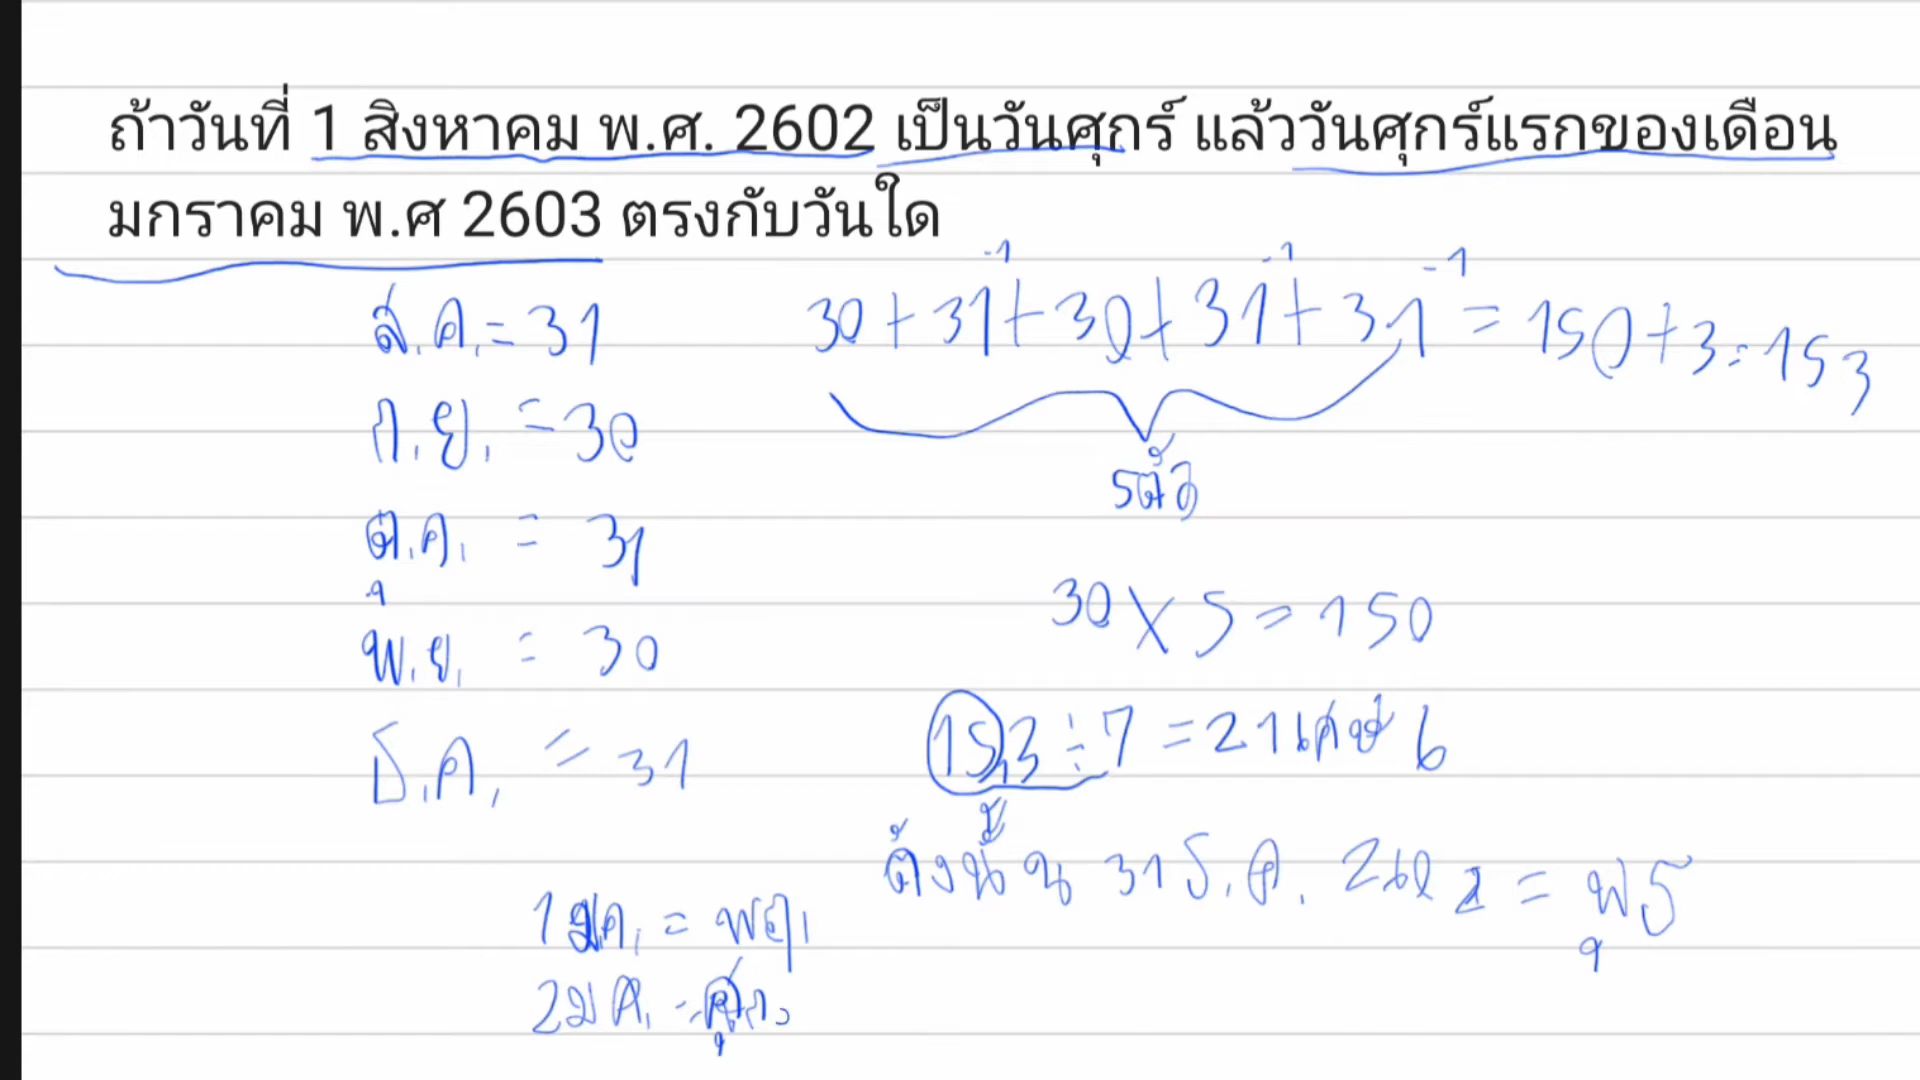 ถ้าวันที่ 1 สิงหาคม พ.ศ. 2602 เป็นวันศุกร์ แล้ววันศุกร์แรกของเดือน
มกราคม พ.ศ 2603 ตรงกับวันใด
ส.ค. = 31
ก.ย. = 30
ต.ค. = 31
พ.ย. = 30
ธ.ค. = 31
-1 -1 -1
30 + 31 + 30 + 31 + 31 = 150 + 3 = 153
5ตัว
30 X 5 = 150
153 ÷ 7 = 21 เศษ 6
ดังนั้น 31 ธ.ค. 2602 = พุธ
1 ม.ค. = พฤ.
2 ม.ค. = ศุก.